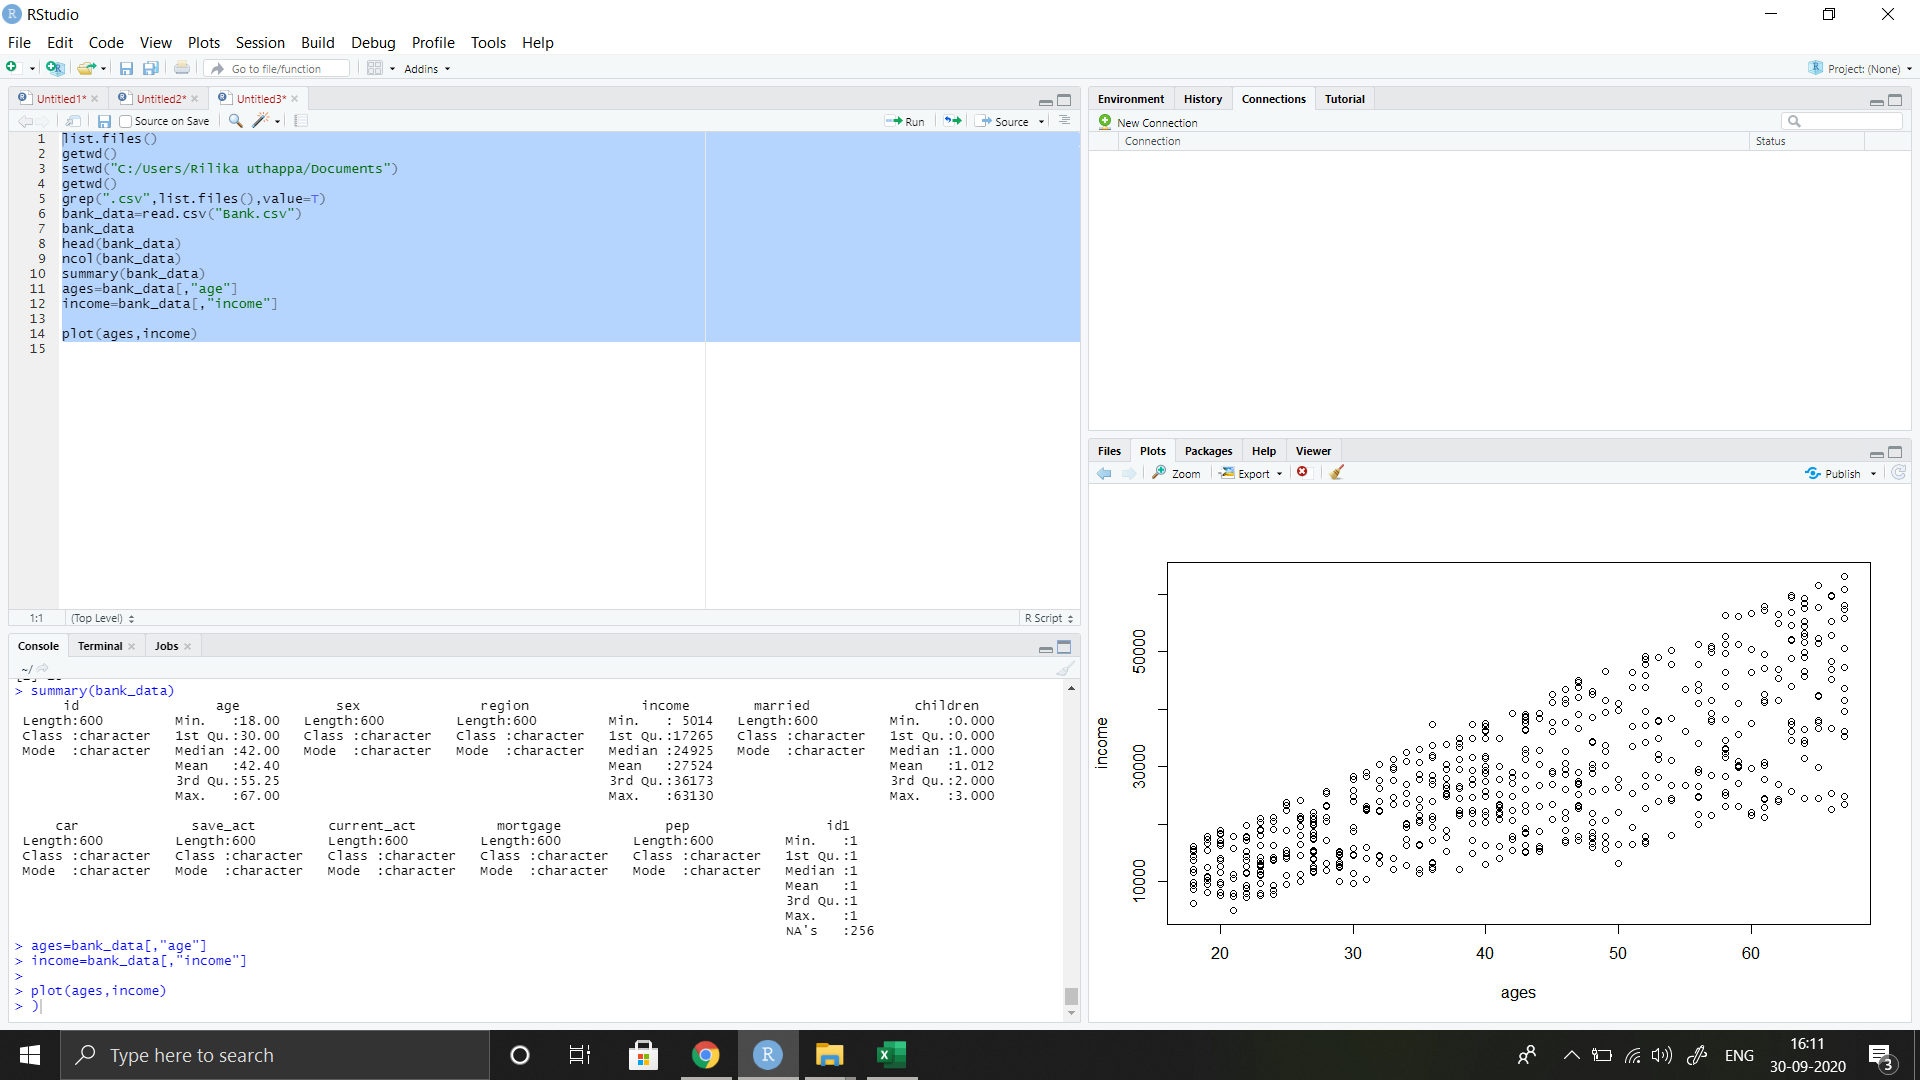 RStudio
File Edit Code View Plots Session Build Debug Profile Tools Help
Go to file/function Addins Project: (None)
Untitled1* Untitled2* Untitled3*
Source on Save Run Source
1 list.files()
2 getwd()
3 setwd("C:/Users/Rilika uthappa/Documents")
4 getwd()
5 grep(".csv",list.files(),value=T)
6 bank_data=read.csv("Bank.csv")
7 bank_data
8 head(bank_data)
9 ncol(bank_data)
10 summary(bank_data)
11 ages=bank_data[,"age"]
12 income=bank_data[,"income"]
13
14 plot(ages,income)
15
1:1 (Top Level) R Script
Console Terminal Jobs
~/
> summary(bank_data)
id age sex region income married children
Length:600 Min. :18.00 Length:600 Length:600 Min. : 5014 Length:600 Min. :0.000
Class :character 1st Qu.:30.00 Class :character Class :character 1st Qu.:17265 Class :character 1st Qu.:0.000
Mode :character Median :42.00 Mode :character Mode :character Median :24925 Mode :character Median :1.000
Mean :42.40 Mean :27524 Mean :1.012
3rd Qu.:55.25 3rd Qu.:36173 3rd Qu.:2.000
Max. :67.00 Max. :63130 Max. :3.000
car save_act current_act mortgage pep id1
Length:600 Length:600 Length:600 Length:600 Length:600 Min. :1
Class :character Class :character Class :character Class :character Class :character 1st Qu.:1
Mode :character Mode :character Mode :character Mode :character Mode :character Median :1
Mean :1
3rd Qu.:1
Max. :1
NA's :256
> ages=bank_data[,"age"]
> income=bank_data[,"income"]
>
> plot(ages,income)
> )
Environment History Connections Tutorial
New Connection
Connection Status
Files Plots Packages Help Viewer
Zoom Export Publish
income
50000
30000
10000
20 30 40 50 60
ages
Type here to search
ENG
16:11
30-09-2020
3